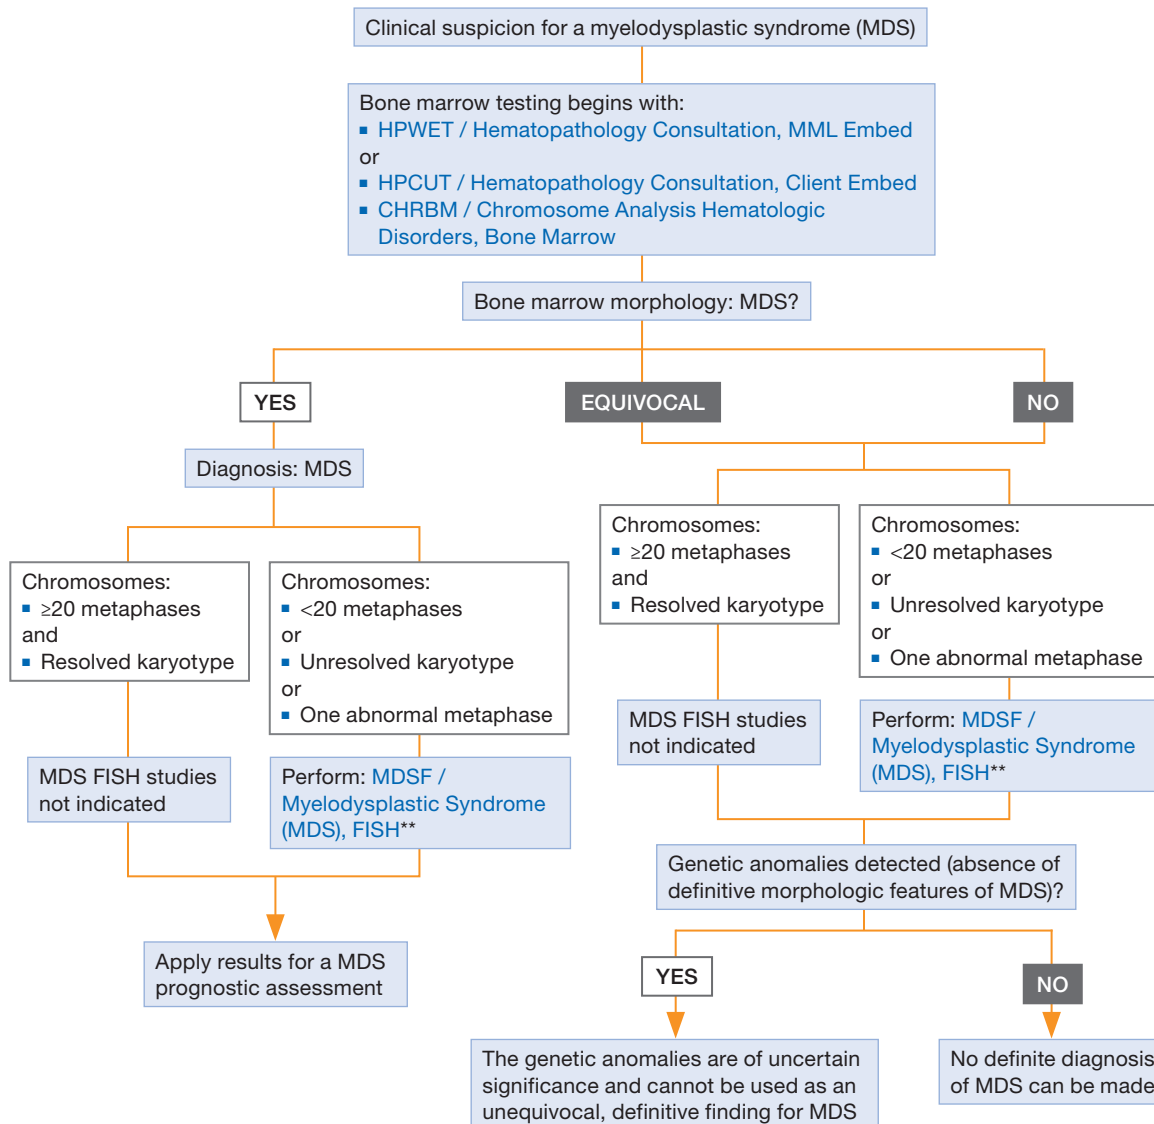 Clinical suspicion for a myelodysplastic syndrome (MDS)
Bone marrow testing begins with:
▪ HPWET / Hematopathology Consultation, MML Embed
or
▪ HPCUT / Hematopathology Consultation, Client Embed
▪ CHRBM / Chromosome Analysis Hematologic
Disorders, Bone Marrow
Bone marrow morphology: MDS?
YES
EQUIVOCAL
NO
Diagnosis: MDS
Chromosomes:
▪ ≥20 metaphases
and
▪ Resolved karyotype
Chromosomes:
▪ <20 metaphases
or
▪ Unresolved karyotype
or
▪ One abnormal metaphase
MDS FISH studies
not indicated
Perform: MDSF /
Myelodysplastic Syndrome
(MDS), FISH**
Apply results for a MDS
prognostic assessment
Chromosomes:
▪ ≥20 metaphases
and
▪ Resolved karyotype
Chromosomes:
▪ <20 metaphases
or
▪ Unresolved karyotype
or
▪ One abnormal metaphase
MDS FISH studies
not indicated
Perform: MDSF /
Myelodysplastic Syndrome
(MDS), FISH**
Genetic anomalies detected (absence of
definitive morphologic features of MDS)?
YES
NO
The genetic anomalies are of uncertain
significance and cannot be used as an
unequivocal, definitive finding for MDS
No definite diagnosis
of MDS can be made